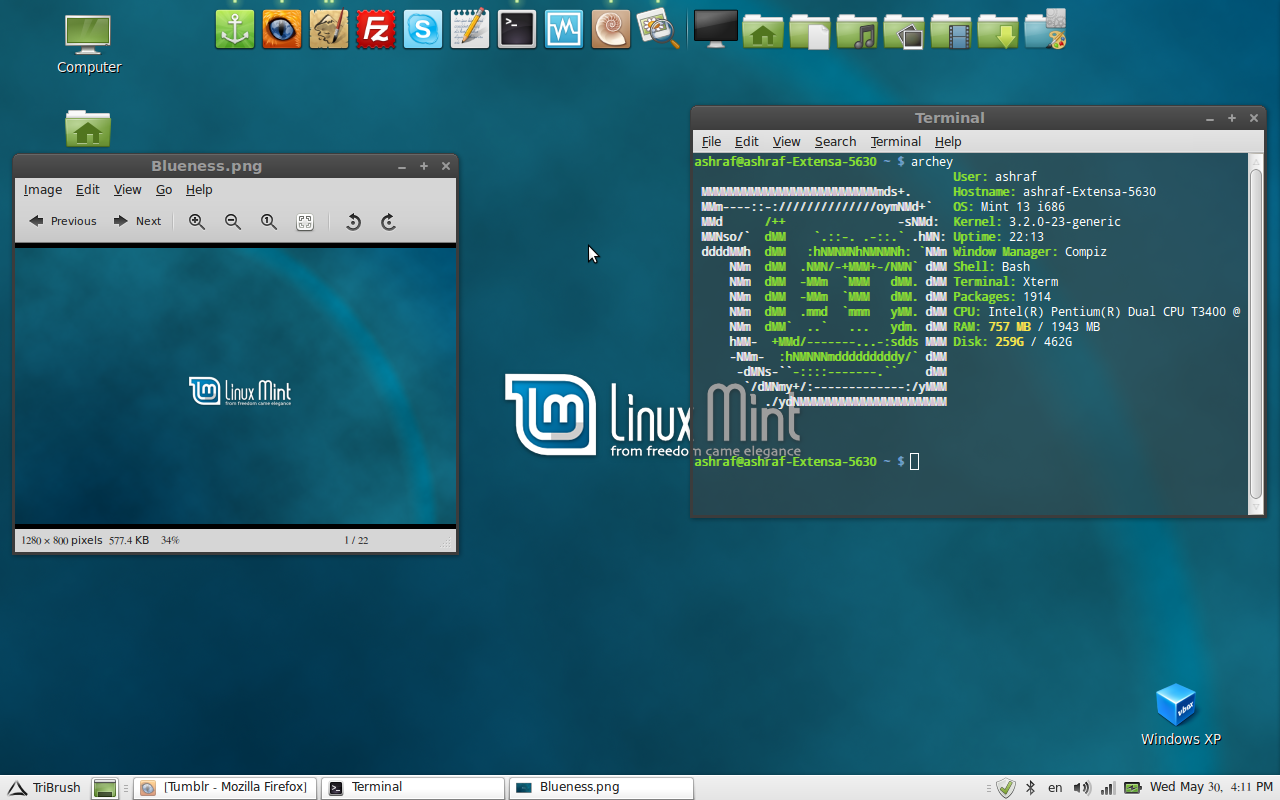 Computer
Blueness.png
Image Edit View Go Help
Previous Next
Linux Mint
from freedom came elegance
1280 × 800 pixels 577.4 KB 34% 1 / 22
Linux Mint
from freedom came elegance
Terminal
File Edit View Search Terminal Help
ashraf@ashraf-Extensa-5630 ~ $ archey
User: ashraf
Hostname: ashraf-Extensa-5630
OS: Mint 13 i686
Kernel: 3.2.0-23-generic
Uptime: 22:13
Window Manager: Compiz
Shell: Bash
Terminal: Xterm
Packages: 1914
CPU: Intel(R) Pentium(R) Dual CPU T3400 @
RAM: 757 MB / 1943 MB
Disk: 259G / 462G
ashraf@ashraf-Extensa-5630 ~ $
vbox
Windows XP
TriBrush [Tumblr - Mozilla Firefox] Terminal Blueness.png en Wed May 30, 4:11 PM